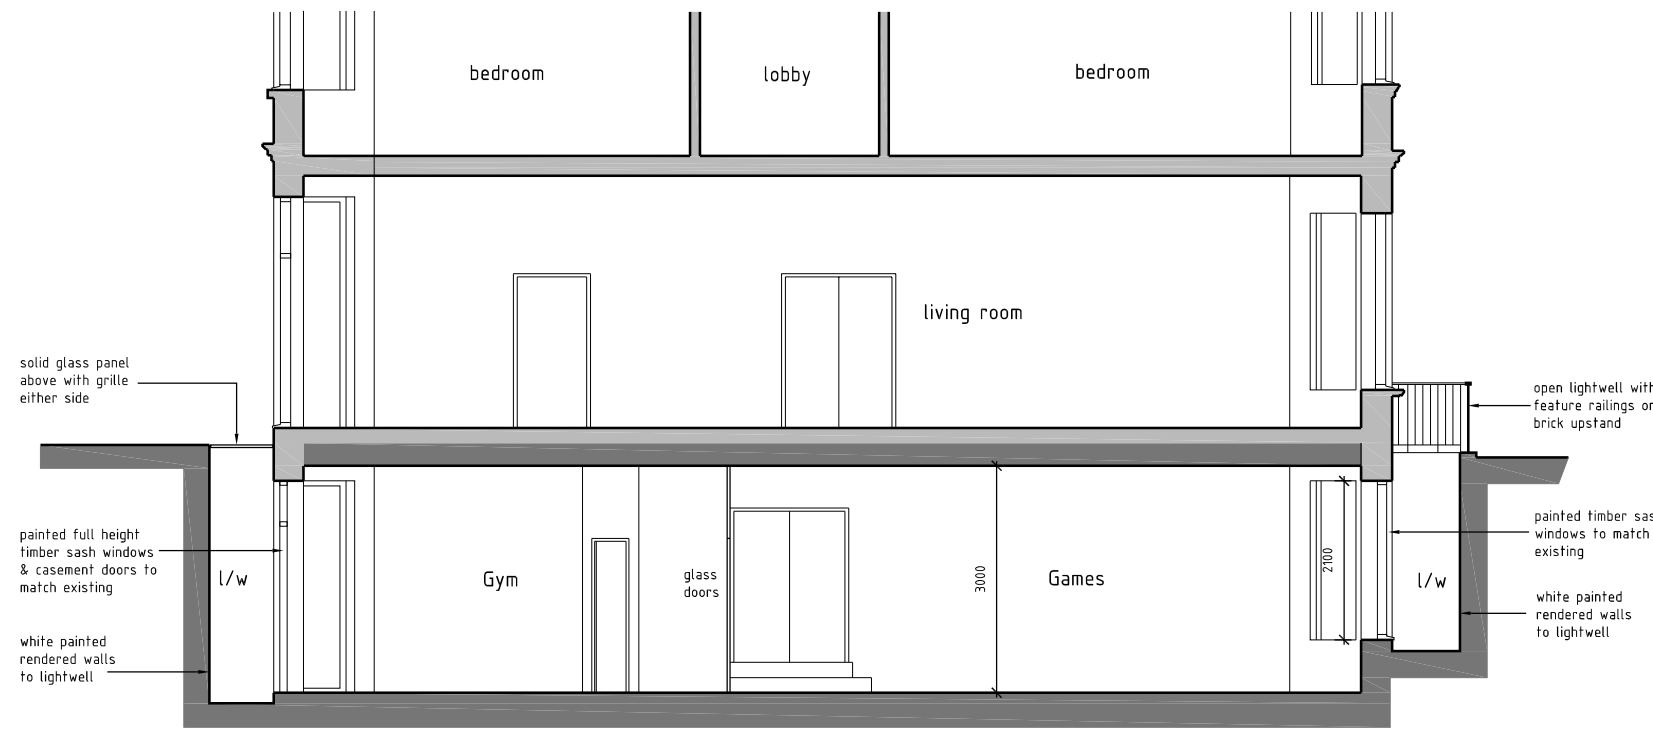 bedroom
lobby
bedroom
living room
solid glass panel
above with grille
either side
open lightwell with
feature railings
brick upstand
painted full height
timber sash windows
& casement doors to
match existing
l/w
Gym
glass
doors
3000
Games
2100
l/w
painted timber
windows to match
existing
white painted
rendered walls
to lightwell
white painted
rendered walls
to lightwell